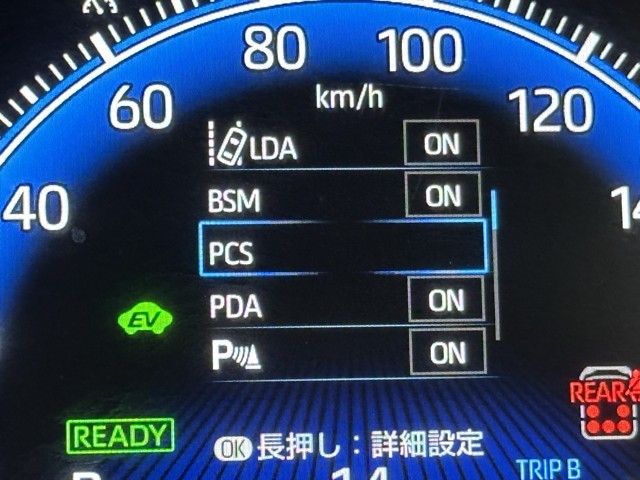 80 100
60 km/h 120
40
LDA ON
BSM ON
PCS
PDA ON
EV
P ON
REAR
READY
OK 長押し：詳細設定
TRIP B